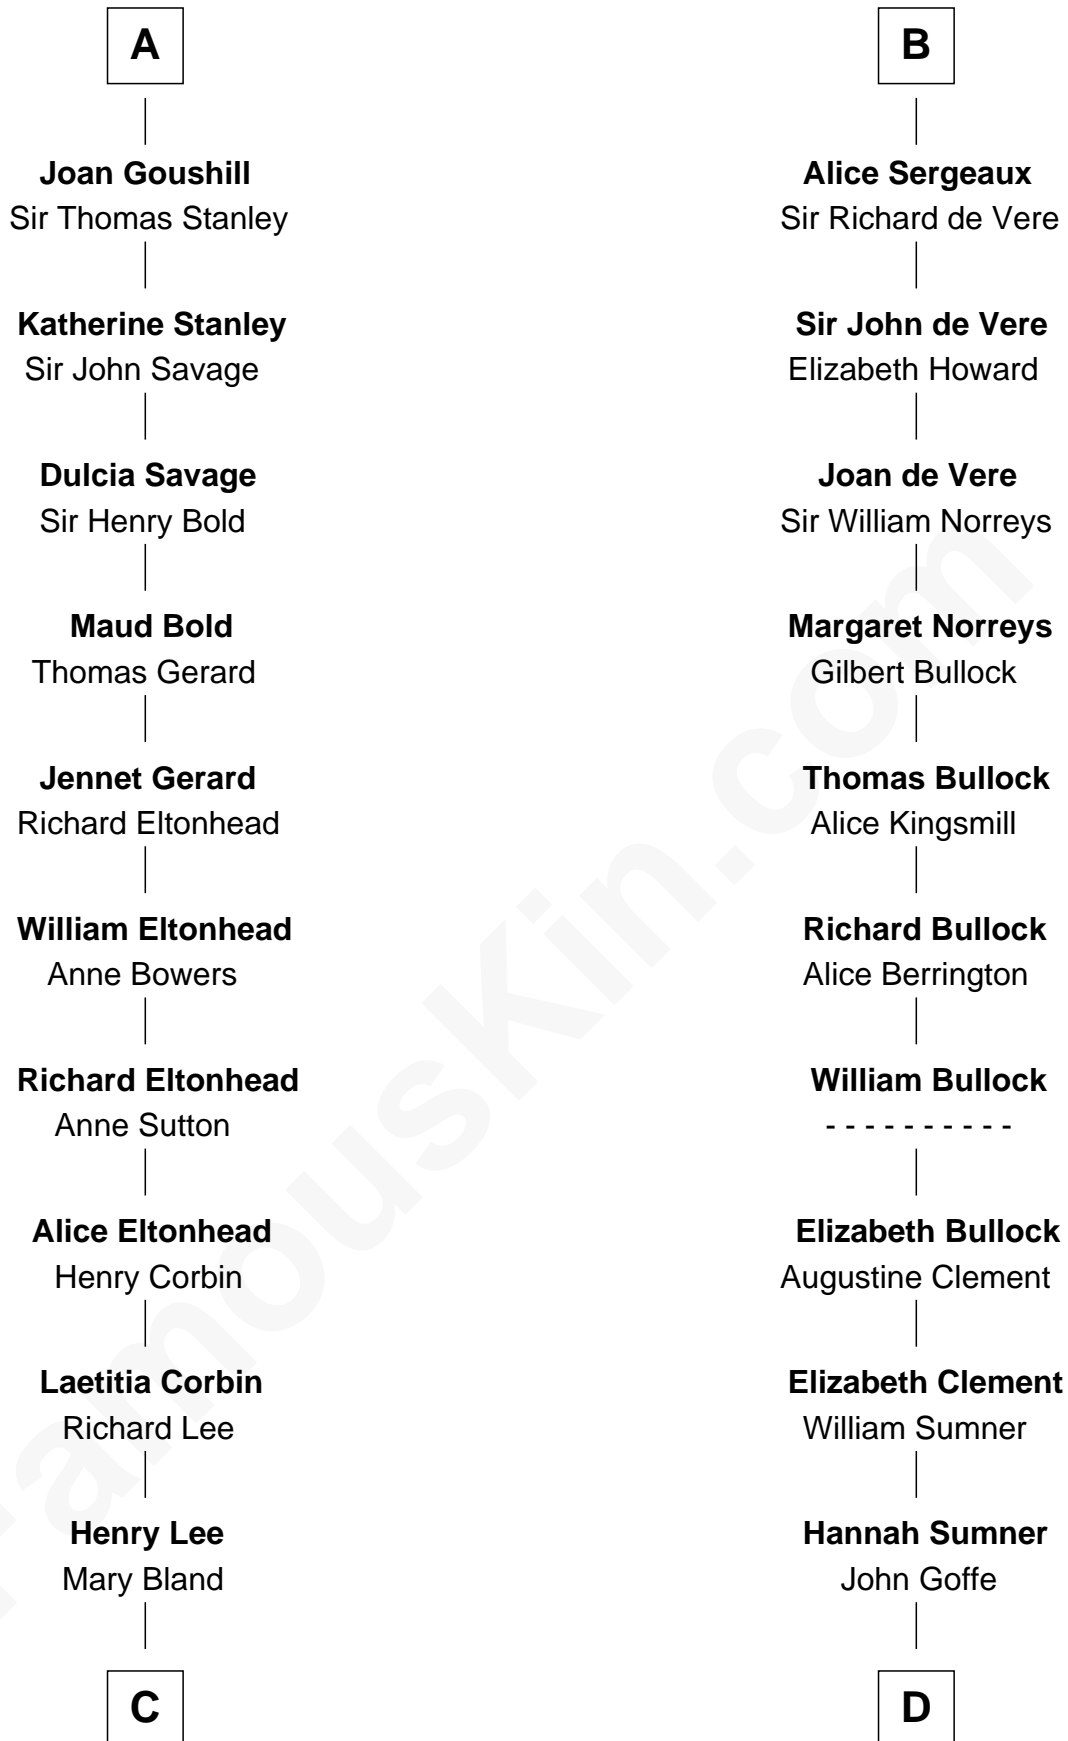 A
Joan Goushill
Sir Thomas Stanley
Katherine Stanley
Sir John Savage
Dulcia Savage
Sir Henry Bold
Maud Bold
Thomas Gerard
Jennet Gerard
Richard Eltonhead
William Eltonhead
Anne Bowers
Richard Eltonhead
Anne Sutton
Alice Eltonhead
Henry Corbin
Laetitia Corbin
Richard Lee
Henry Lee
Mary Bland
C
B
Alice Sergeaux
Sir Richard de Vere
Sir John de Vere
Elizabeth Howard
Joan de Vere
Sir William Norreys
Margaret Norreys
Gilbert Bullock
Thomas Bullock
Alice Kingsmill
Richard Bullock
Alice Berrington
William Bullock
- - - - - - - - - -
Elizabeth Bullock
Augustine Clement
Elizabeth Clement
William Sumner
Hannah Sumner
John Goffe
D
FamousKin.com